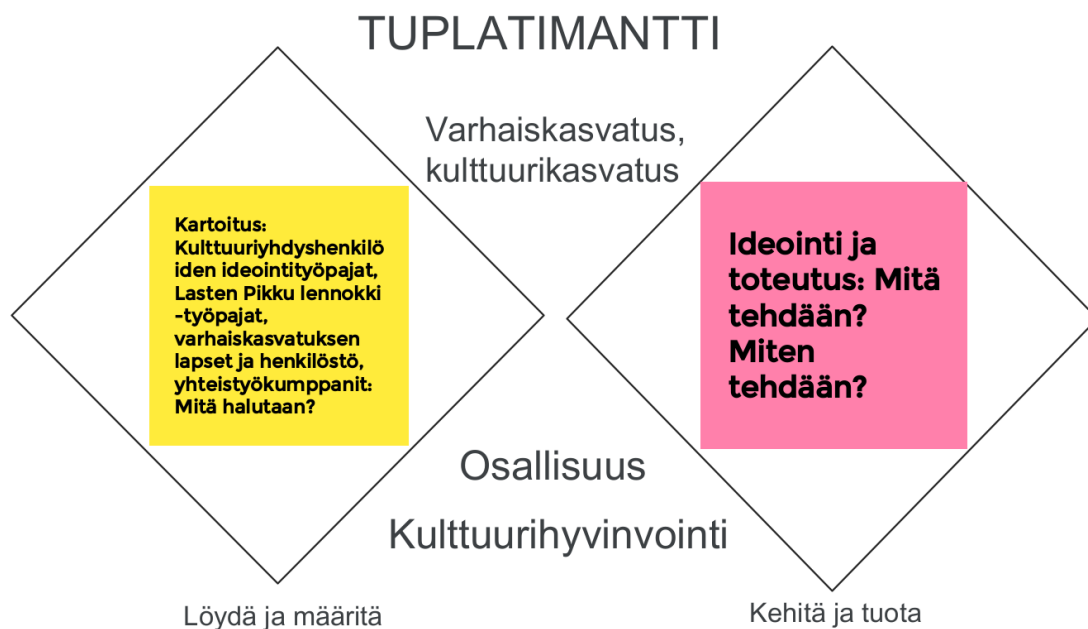 TUPLATIMANTTI
Varhaiskasvatus,
kulttuurikasvatus
Kartoitus:
Kulttuuriyhdyshenkilö
iden ideointityöpajat,
Lasten Pikku lennokki
-työpajat,
varhaiskasvatuksen
lapset ja henkilöstö,
yhteistyökumppanit:
Mitä halutaan?
Ideointi ja
toteutus: Mitä
tehdään?
Miten
tehdään?
Osallisuus
Kulttuurihyvinvointi
Löydä ja määritä
Kehitä ja tuota